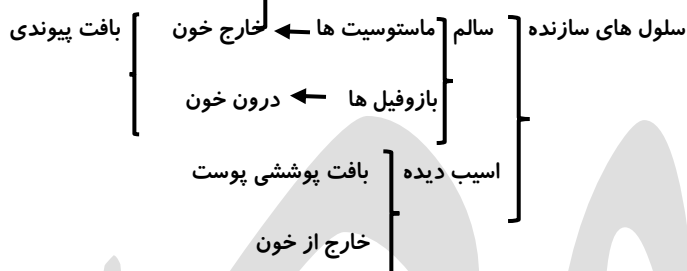 سلول های سازنده سالم ماستوسیت ها خارج خون بافت پیوندی
بازوفیل ها درون خون
اسیب دیده بافت پوششی پوست
خارج از خون